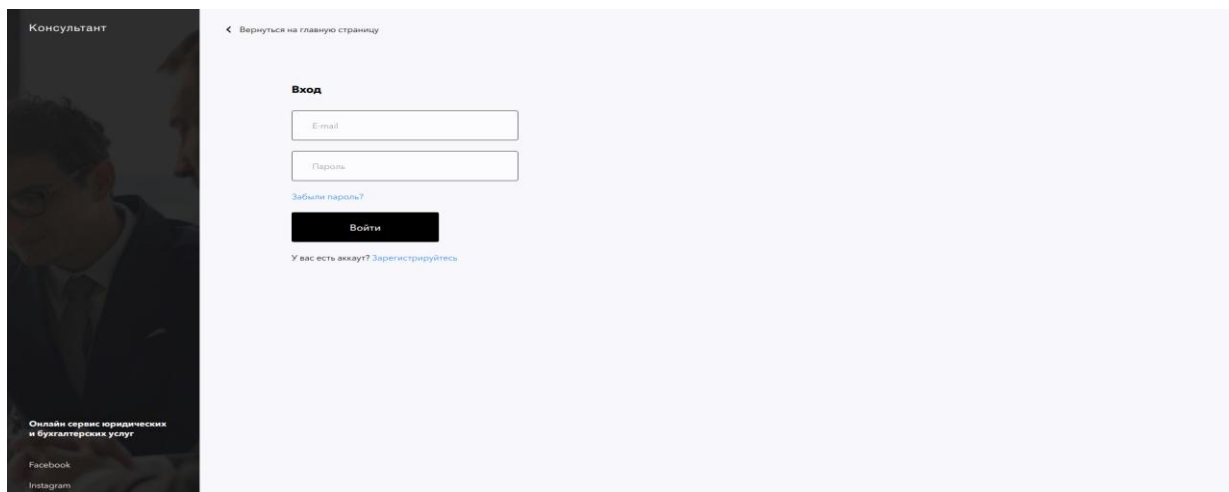 Консультант
Вернуться на главную страницу
Вход
E-mail
Пароль
Забыли пароль?
Войти
У вас есть аккаут? Зарегистрируйтесь
Онлайн сервис юридических
и бухгалтерских услуг
Facebook
Instagram